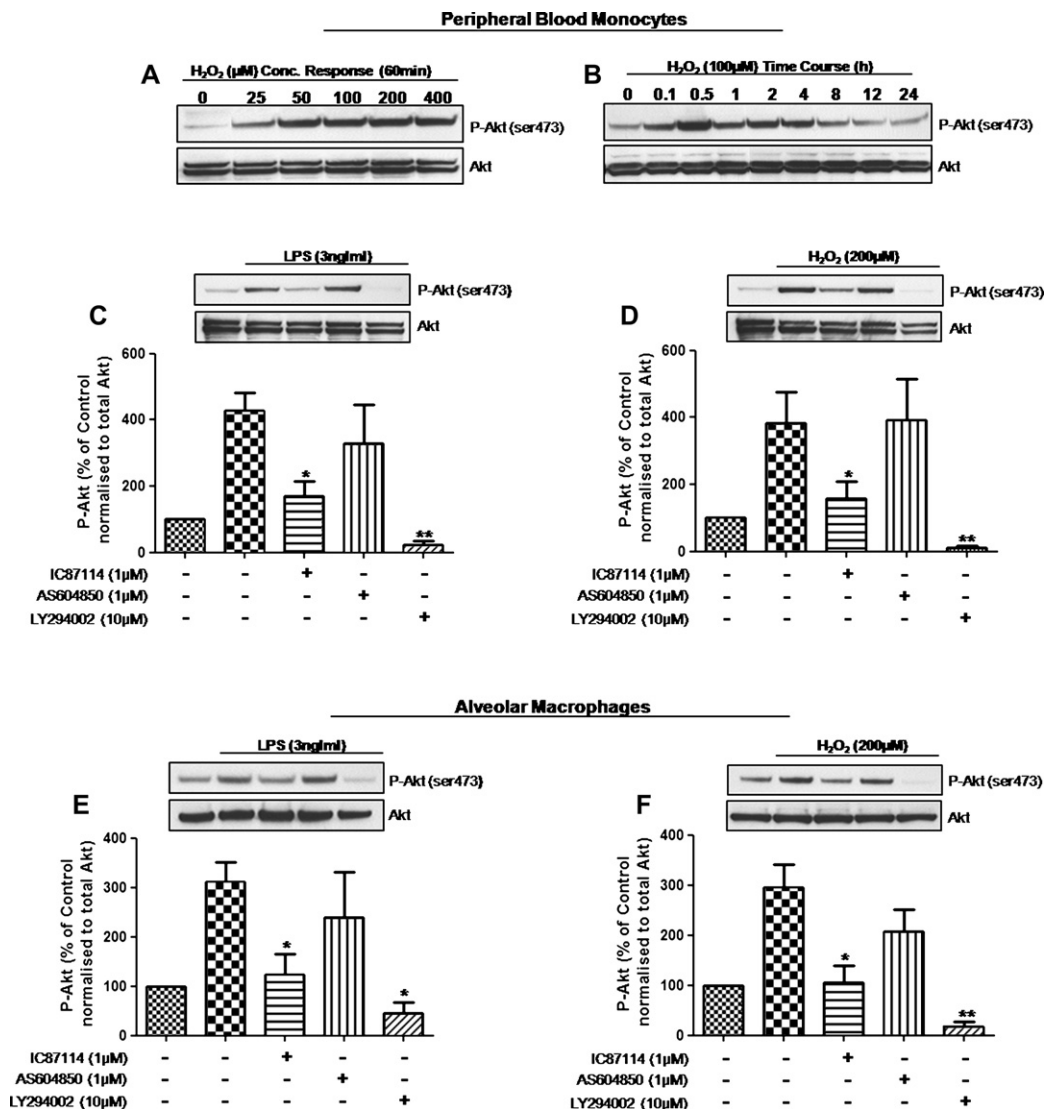 Peripheral Blood Monocytes
A
H₂O₂ (µM) Conc. Response (60min)
0 25 50 100 200 400
P-Akt (ser473)
Akt
B
H₂O₂ (100µM) Time Course (h)
0 0.1 0.5 1 2 4 8 12 24
P-Akt (ser473)
Akt
C
LPS (3ng/ml)
P-Akt (ser473)
Akt
P-Akt (% of Control
normalised to total Akt)
600
400
200
0
*
**
- - - - -
IC87114 (1µM) - - + - -
AS604850 (1µM) - - - + -
LY294002 (10µM) - - - - +
D
H₂O₂ (200µM)
P-Akt (ser473)
Akt
P-Akt (% of Control
normalised to total Akt)
600
400
200
0
*
**
IC87114 (1µM) - - + - -
AS604850 (1µM) - - - + -
LY294002 (10µM) - - - - +
Alveolar Macrophages
E
LPS (3ng/ml)
P-Akt (ser473)
Akt
P-Akt (% of Control
normalised to total Akt)
400
300
200
100
0
*
*
IC87114 (1µM) - - + - -
AS604850 (1µM) - - - + -
LY294002 (10µM) - - - - +
F
H₂O₂ (200µM)
P-Akt (ser473)
Akt
P-Akt (% of Control
normalised to total Akt)
400
300
200
100
0
*
**
IC87114 (1µM) - - + - -
AS604850 (1µM) - - - + -
LY294002 (10µM) - - - - +